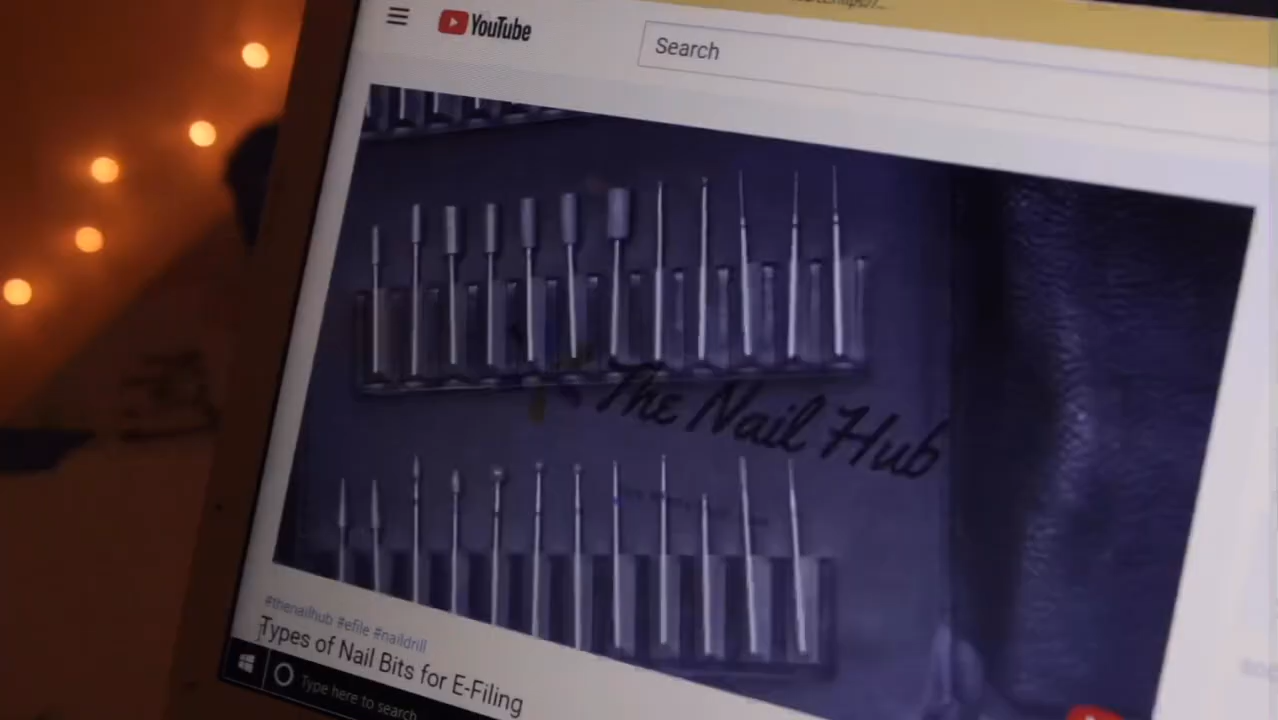 YouTube
Search
The Nail Hub
#thenailhub #efile #naildrill
Types of Nail Bits for E-Filing
Type here to search